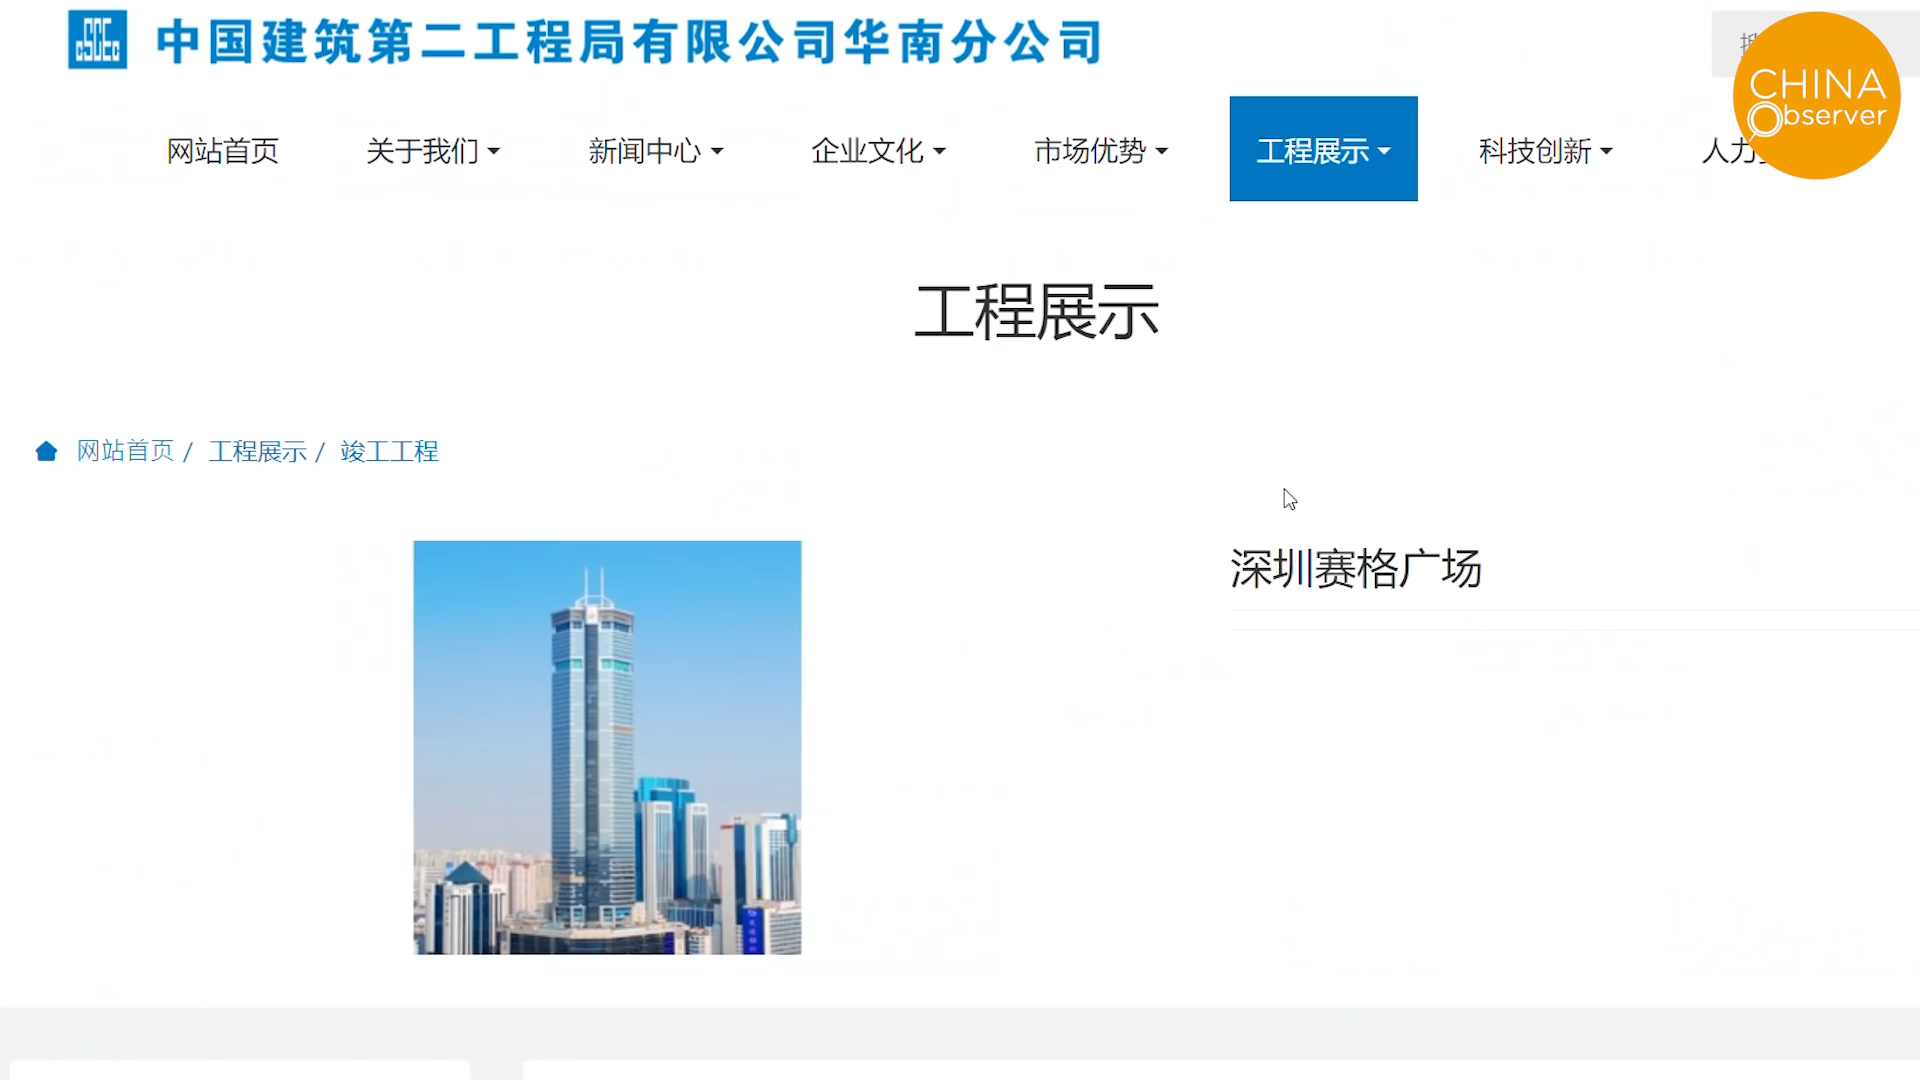 中国建筑第二工程局有限公司华南分公司
CHINA
Observer
网站首页
关于我们
新闻中心
企业文化
市场优势
工程展示
科技创新
人力
工程展示
网站首页 / 工程展示 / 竣工工程
深圳赛格广场